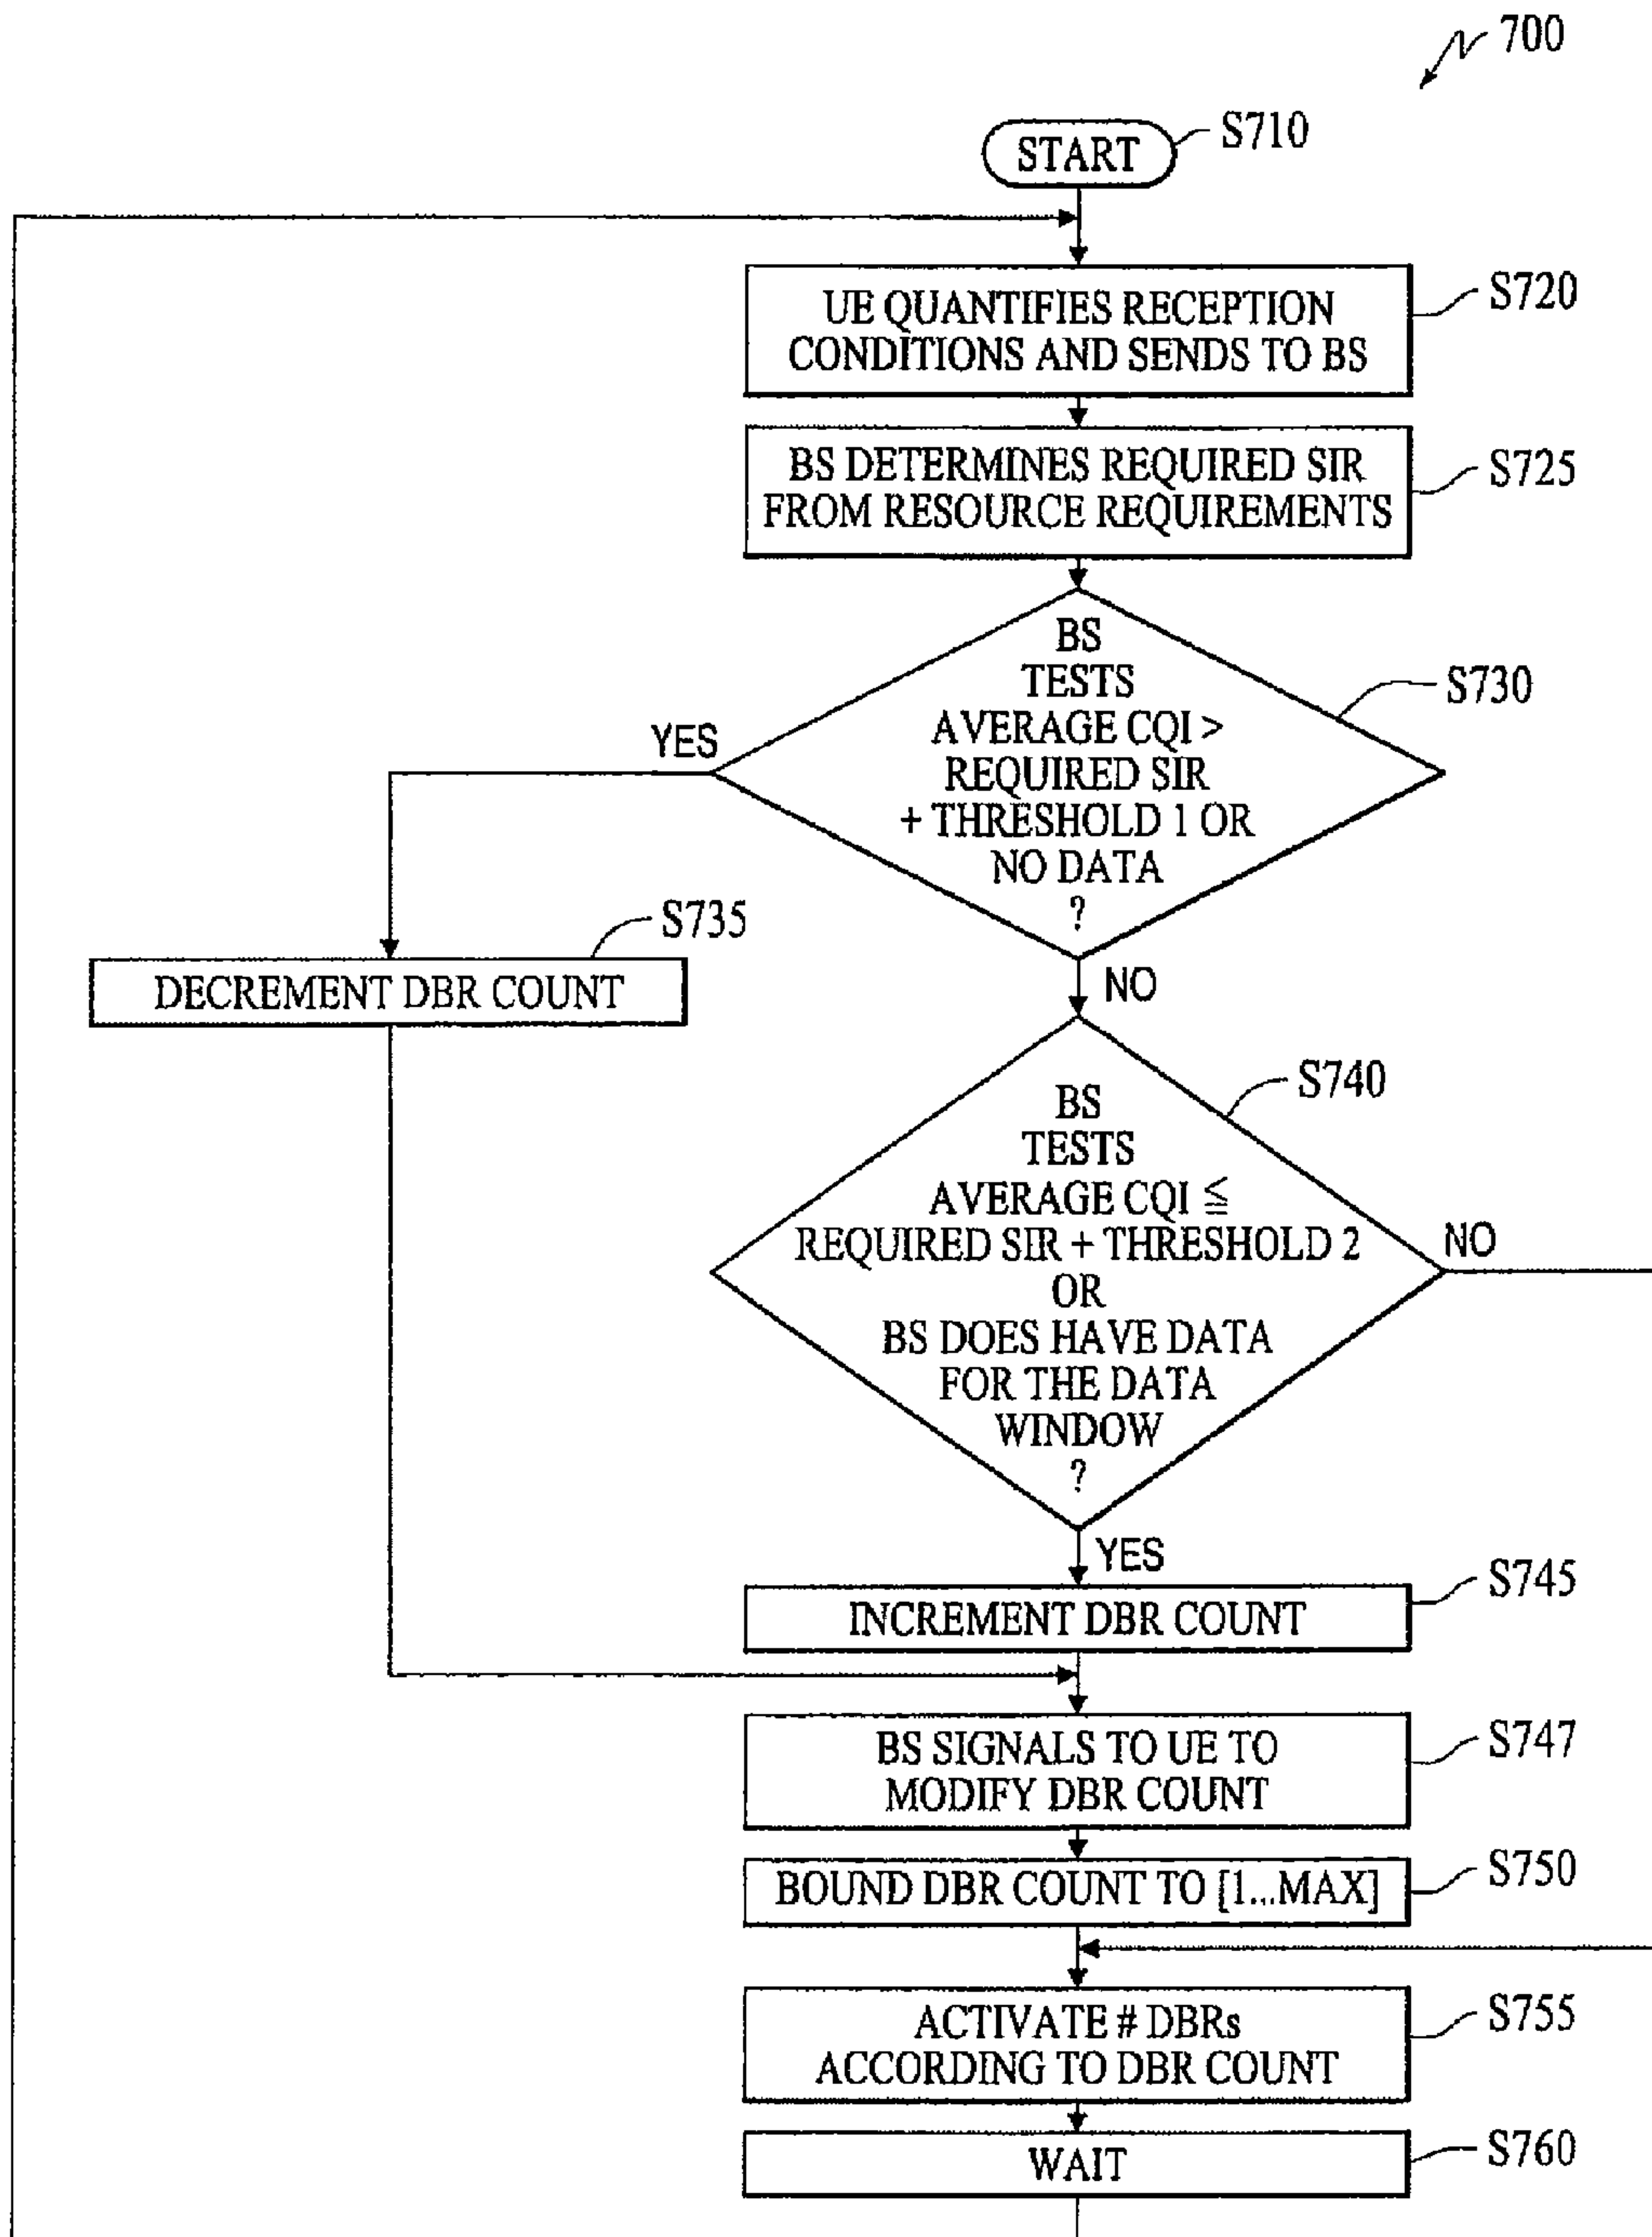 700
START
S710
UE QUANTIFIES RECEPTION
CONDITIONS AND SENDS TO BS
S720
BS DETERMINES REQUIRED SIR
FROM RESOURCE REQUIREMENTS
S725
BS
TESTS
AVERAGE CQI >
REQUIRED SIR
+ THRESHOLD 1 OR
NO DATA
?
S730
YES
NO
S735
DECREMENT DBR COUNT
BS
TESTS
AVERAGE CQI ≦
REQUIRED SIR + THRESHOLD 2
OR
BS DOES HAVE DATA
FOR THE DATA
WINDOW
?
S740
NO
YES
INCREMENT DBR COUNT
S745
BS SIGNALS TO UE TO
MODIFY DBR COUNT
S747
BOUND DBR COUNT TO [1...MAX]
S750
ACTIVATE # DBRs
ACCORDING TO DBR COUNT
S755
WAIT
S760